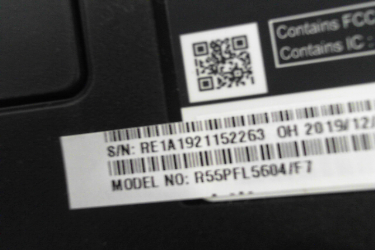 Contains FCC
Contains IC :
S/N: RE1A1921152263 OH 2019/12/
MODEL NO: R55PFL5604/F7